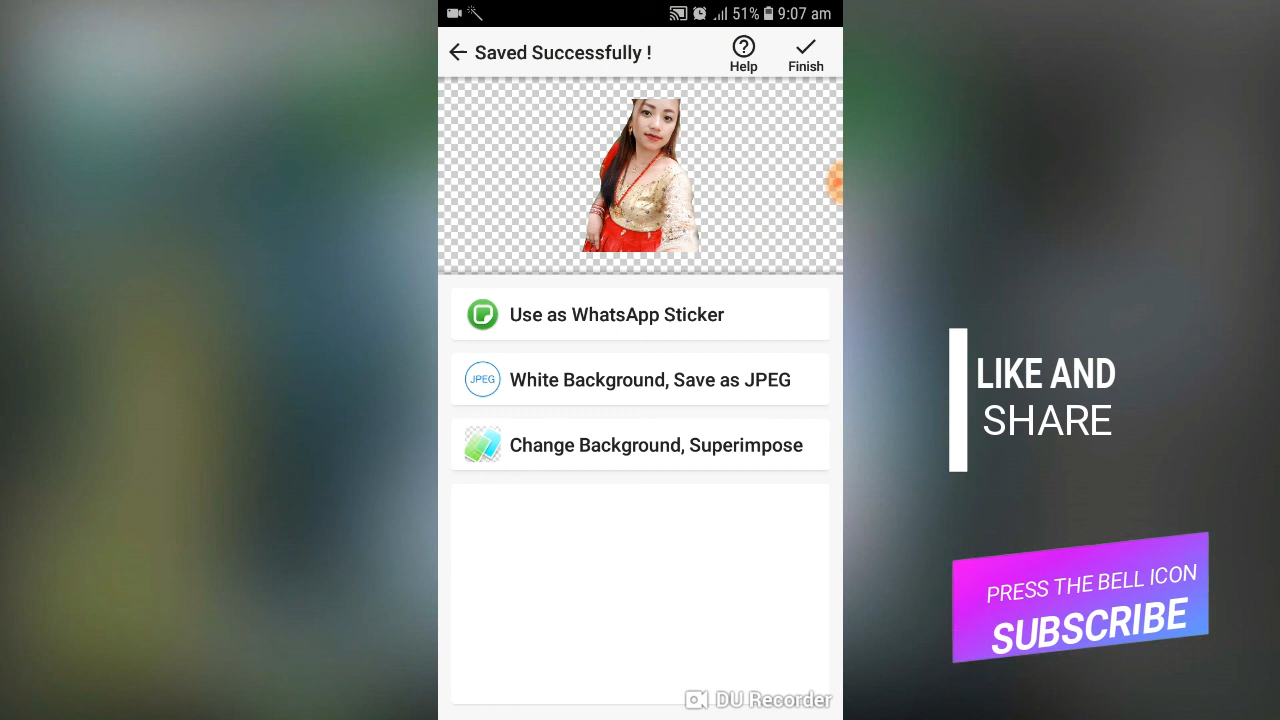 51% 9:07 am
Saved Successfully !
Help
Finish
Use as WhatsApp Sticker
JPEG
White Background, Save as JPEG
Change Background, Superimpose
DU Recorder
LIKE AND
SHARE
PRESS THE BELL ICON
SUBSCRIBE